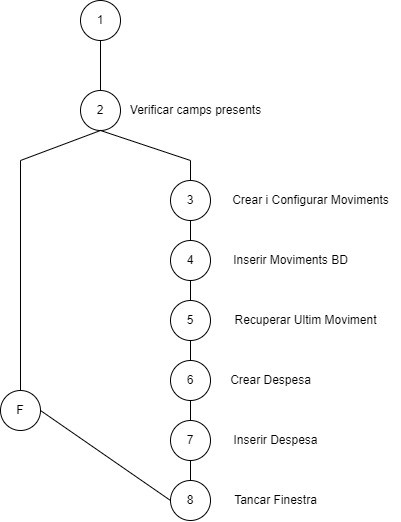 1
2 Verificar camps presents
3 Crear i Configurar Moviments
4 Inserir Moviments BD
5 Recuperar Ultim Moviment
6 Crear Despesa
F
7 Inserir Despesa
8 Tancar Finestra